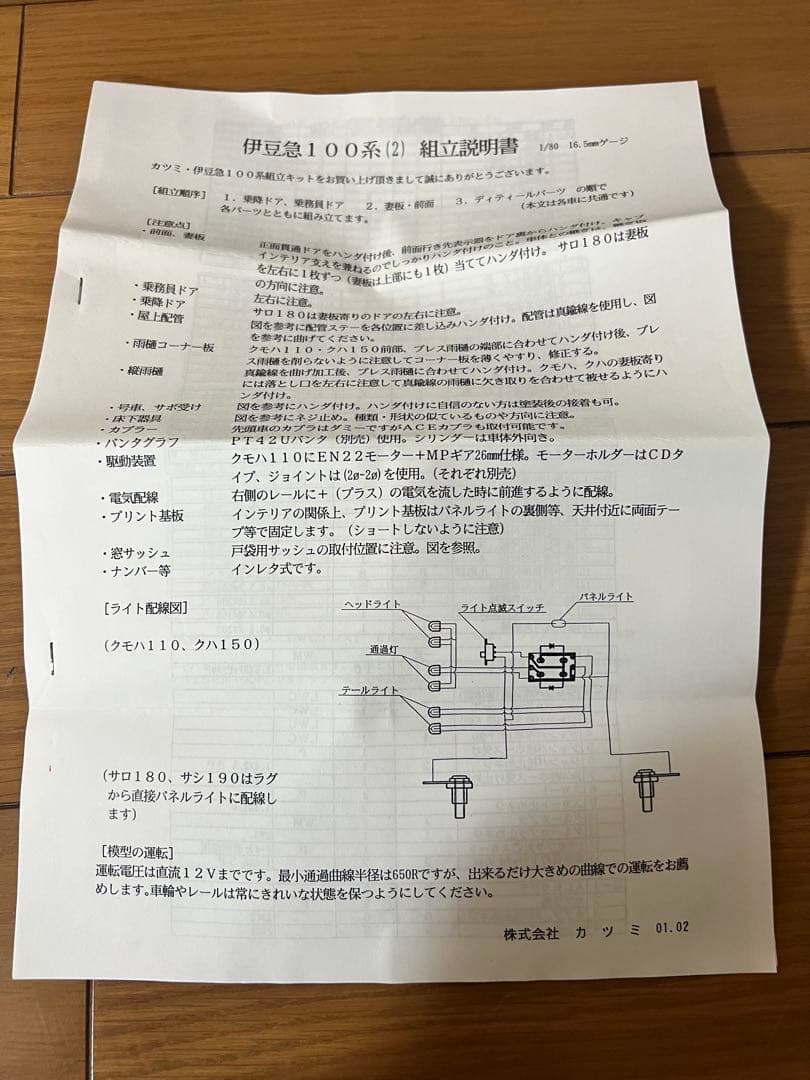 伊豆急１００系(2) 組立説明書 1/80 16.5mmゲージ
カツミ・伊豆急１００系組立キットをお買い上げ頂きまして誠にありがとうございます。
[組立順序] １．乗降ドア、乗務員ドア ２．妻板・前面 ３．ディティールパーツ の順で
各パーツとともに組み立てます。 (本文は各車に共通です)
[注意点]
・前面、妻板 正面貫通ドアをハンダ付け後、前面行き先表示器をドア裏からハンダ付け。キャブ
インテリア支えを兼ねるのでしっかりハンダ付けのこと。車体との
を左右に１枚ずつ（妻板は上部にも１枚）当ててハンダ付け。 サロ１８０は妻板
の方向に注意。
・乗務員ドア 左右に注意。
・乗降ドア サロ１８０は妻板寄りのドアの左右に注意。
・屋上配管 図を参考に配管ステーを各位置に差し込みハンダ付け。配管は真鍮線を使用し、図
を参考に曲げてください。
・雨樋コーナー板 クモハ１１０・クハ１５０前部、プレス雨樋の端部に合わせてハンダ付け後、プレ
ス雨樋を削らないように注意してコーナー板を薄くやすり、修正する。
・縦雨樋 真鍮線を曲げ加工後、プレス雨樋に合わせてハンダ付け。クモハ、クハの妻板寄り
には落とし口を左右に注意して真鍮線の雨樋に欠き取りを合わせて被せるようにハ
ンダ付け。
・号車、サボ受け 図を参考にハンダ付け。ハンダ付けに自信のない方は塗装後の接着も可。
・床下器具 図を参考にネジ止め。種類・形状の似ているものや方向に注意。
・カプラー 先頭車のカプラはダミーですがＡＣＥカプラも取付可能です。
・パンタグラフ ＰＴ４２Ｕパンタ（別売）使用。シリンダーは車体外向き。
・駆動装置 クモハ１１０にＥＮ２２モーター＋ＭＰギア26mm仕様。モーターホルダーはＣＤタ
イプ、ジョイントは(2ø-2ø)を使用。（それぞれ別売）
・電気配線 右側のレールに＋（プラス）の電気を流した時に前進するように配線。
・プリント基板 インテリアの関係上、プリント基板はパネルライトの裏側等、天井付近に両面テー
プ等で固定します。（ショートしないように注意）
・窓サッシュ 戸袋用サッシュの取付位置に注意。図を参照。
・ナンバー等 インレタ式です。
[ライト配線図]
(クモハ１１０、クハ１５０)
ヘッドライト
ライト点滅スイッチ
パネルライト
通過灯
テールライト
(サロ１８０、サシ１９０はラグ
から直接パネルライトに配線し
ます)
[模型の運転]
運転電圧は直流１２Ｖまでです。最小通過曲線半径は650Rですが、出来るだけ大きめの曲線での運転をお薦
めします。車輪やレールは常にきれいな状態を保つようにしてください。
株式会社 カ ツ ミ 01.02